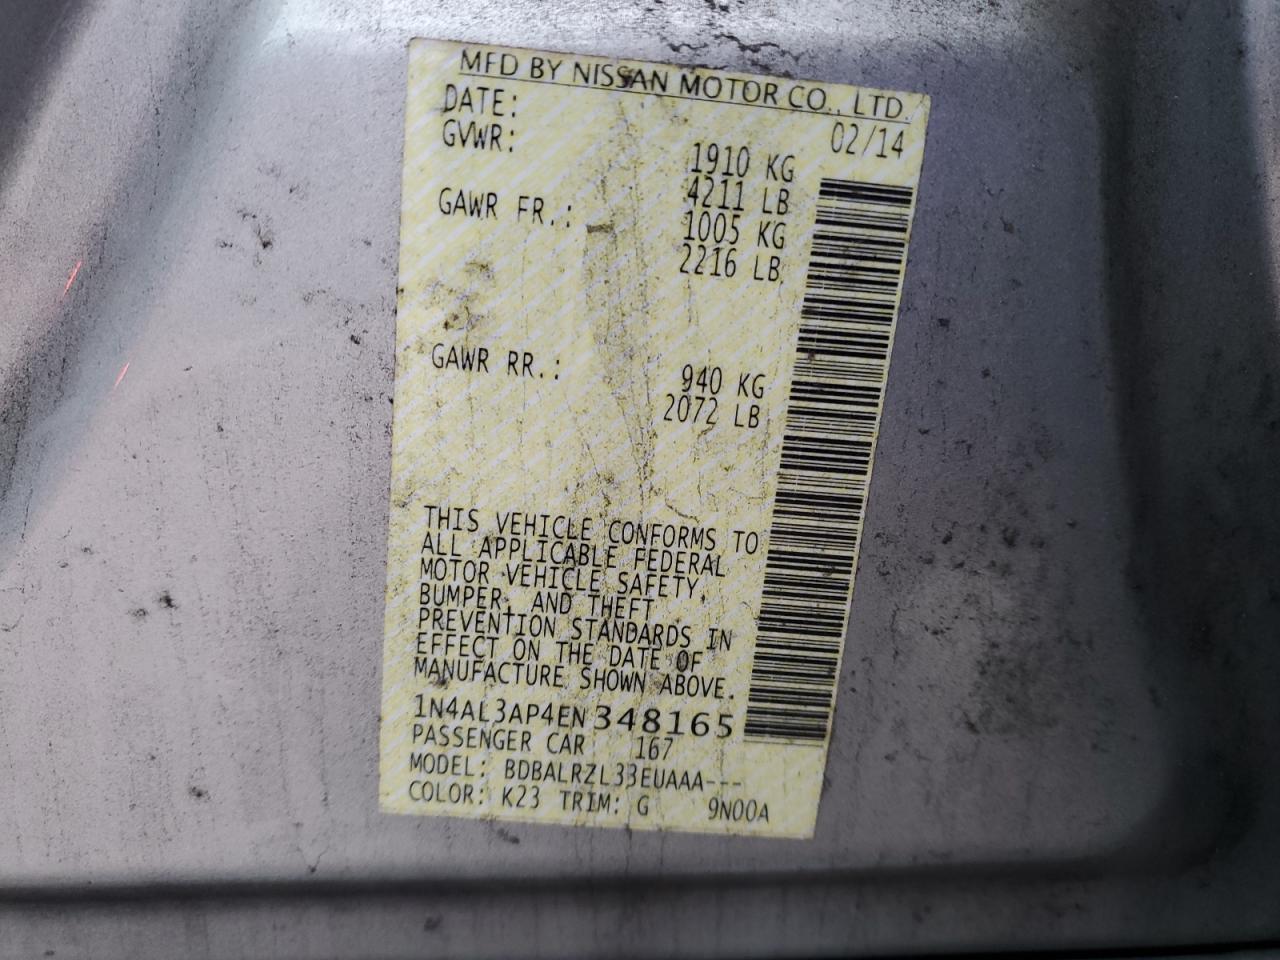 MFD BY NISSAN MOTOR CO., LTD.
DATE: 02/14
GVWR: 1910 KG
4211 LB
GAWR FR.: 1005 KG
2216 LB
GAWR RR.: 940 KG
2072 LB
THIS VEHICLE CONFORMS TO
ALL APPLICABLE FEDERAL
MOTOR VEHICLE SAFETY,
BUMPER, AND THEFT
PREVENTION STANDARDS IN
EFFECT ON THE DATE OF
MANUFACTURE SHOWN ABOVE.
1N4AL3AP4EN348165
PASSENGER CAR 167
MODEL: BDBALRZL33EUAAA---
COLOR: K23 TRIM: G 9N00A